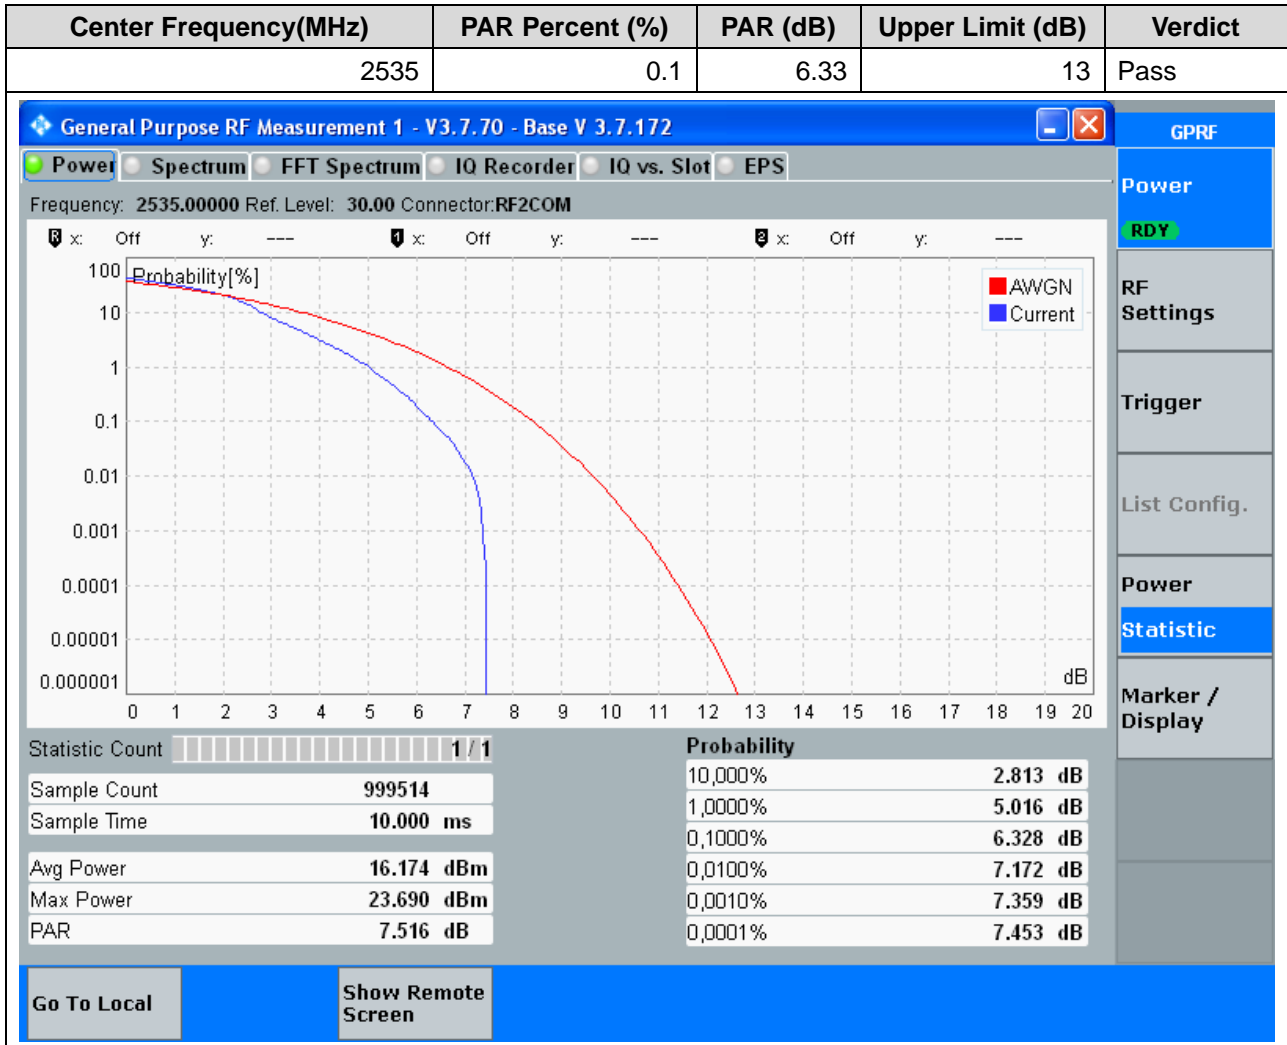 Center Frequency(MHz) PAR Percent (%) PAR (dB) Upper Limit (dB) Verdict
2535 0.1 6.33 13 Pass
General Purpose RF Measurement 1 - V3.7.70 - Base V 3.7.172
GPRF
Power Spectrum FFT Spectrum IQ Recorder IQ vs. Slot EPS
Power
RDY
Frequency: 2535.00000 Ref. Level: 30.00 Connector:RF2COM
R x: Off y: --- 1 x: Off y: --- 2 x: Off y: ---
Probability[%]
AWGN
Current
100
10
1
0.1
0.01
0.001
0.0001
0.00001
0.000001
dB
0 1 2 3 4 5 6 7 8 9 10 11 12 13 14 15 16 17 18 19 20
RF
Settings
Trigger
List Config.
Power
Statistic
Marker /
Display
Statistic Count 1 / 1
Sample Count 999514
Sample Time 10.000 ms
Avg Power 16.174 dBm
Max Power 23.690 dBm
PAR 7.516 dB
Probability
10,000% 2.813 dB
1,0000% 5.016 dB
0,1000% 6.328 dB
0,0100% 7.172 dB
0,0010% 7.359 dB
0,0001% 7.453 dB
Go To Local
Show Remote
Screen